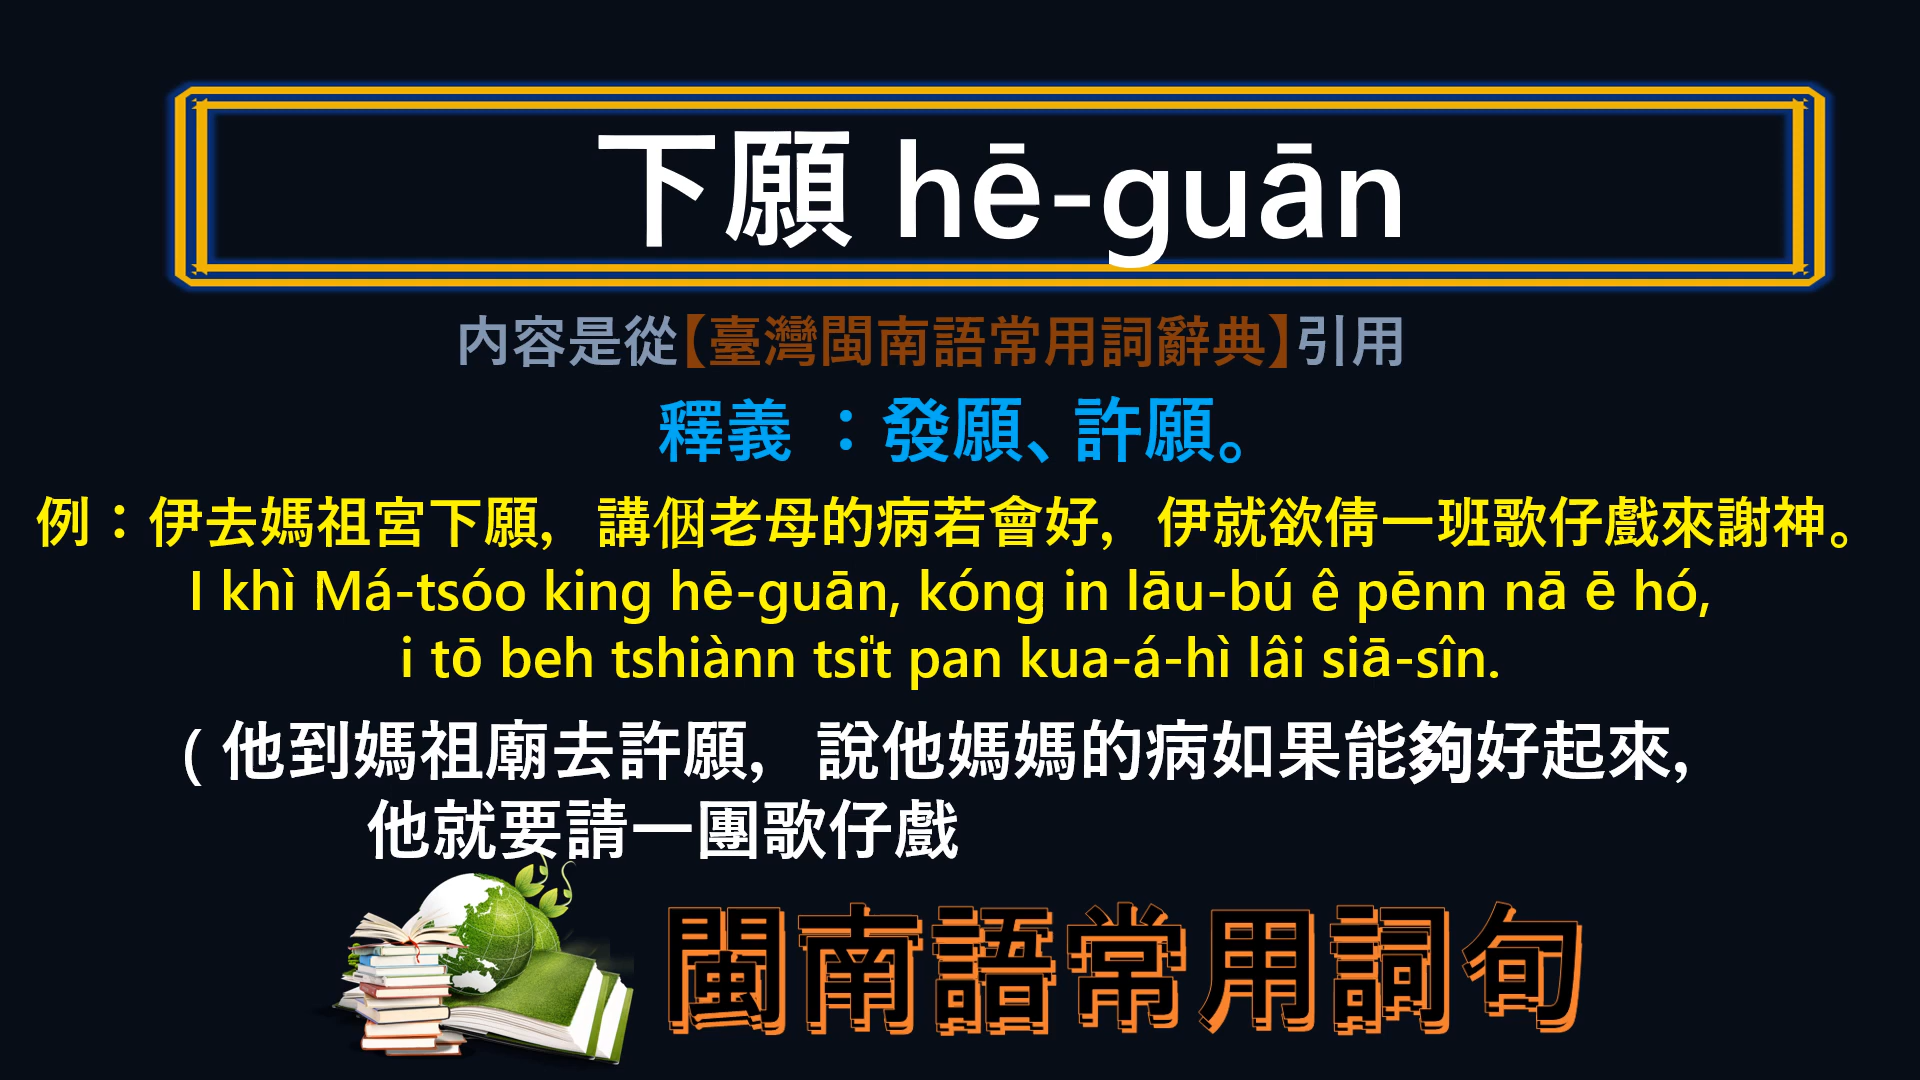 下願 hē-guān
內容是從【臺灣閩南語常用詞辭典】引用
釋義 ：發願、許願。
例：伊去媽祖宮下願，講𪜶老母的病若會好，伊就欲倩一班歌仔戲來謝神。
I khì Má-tsóo king hē-guān, kóng in lāu-bú ê pēnn nā ē hó,
i tō beh tshiànn tsi̍t pan kua-á-hì lâi siā-sîn.
( 他到媽祖廟去許願，說他媽媽的病如果能夠好起來,
他就要請一團歌仔戲
閩南語常用詞句